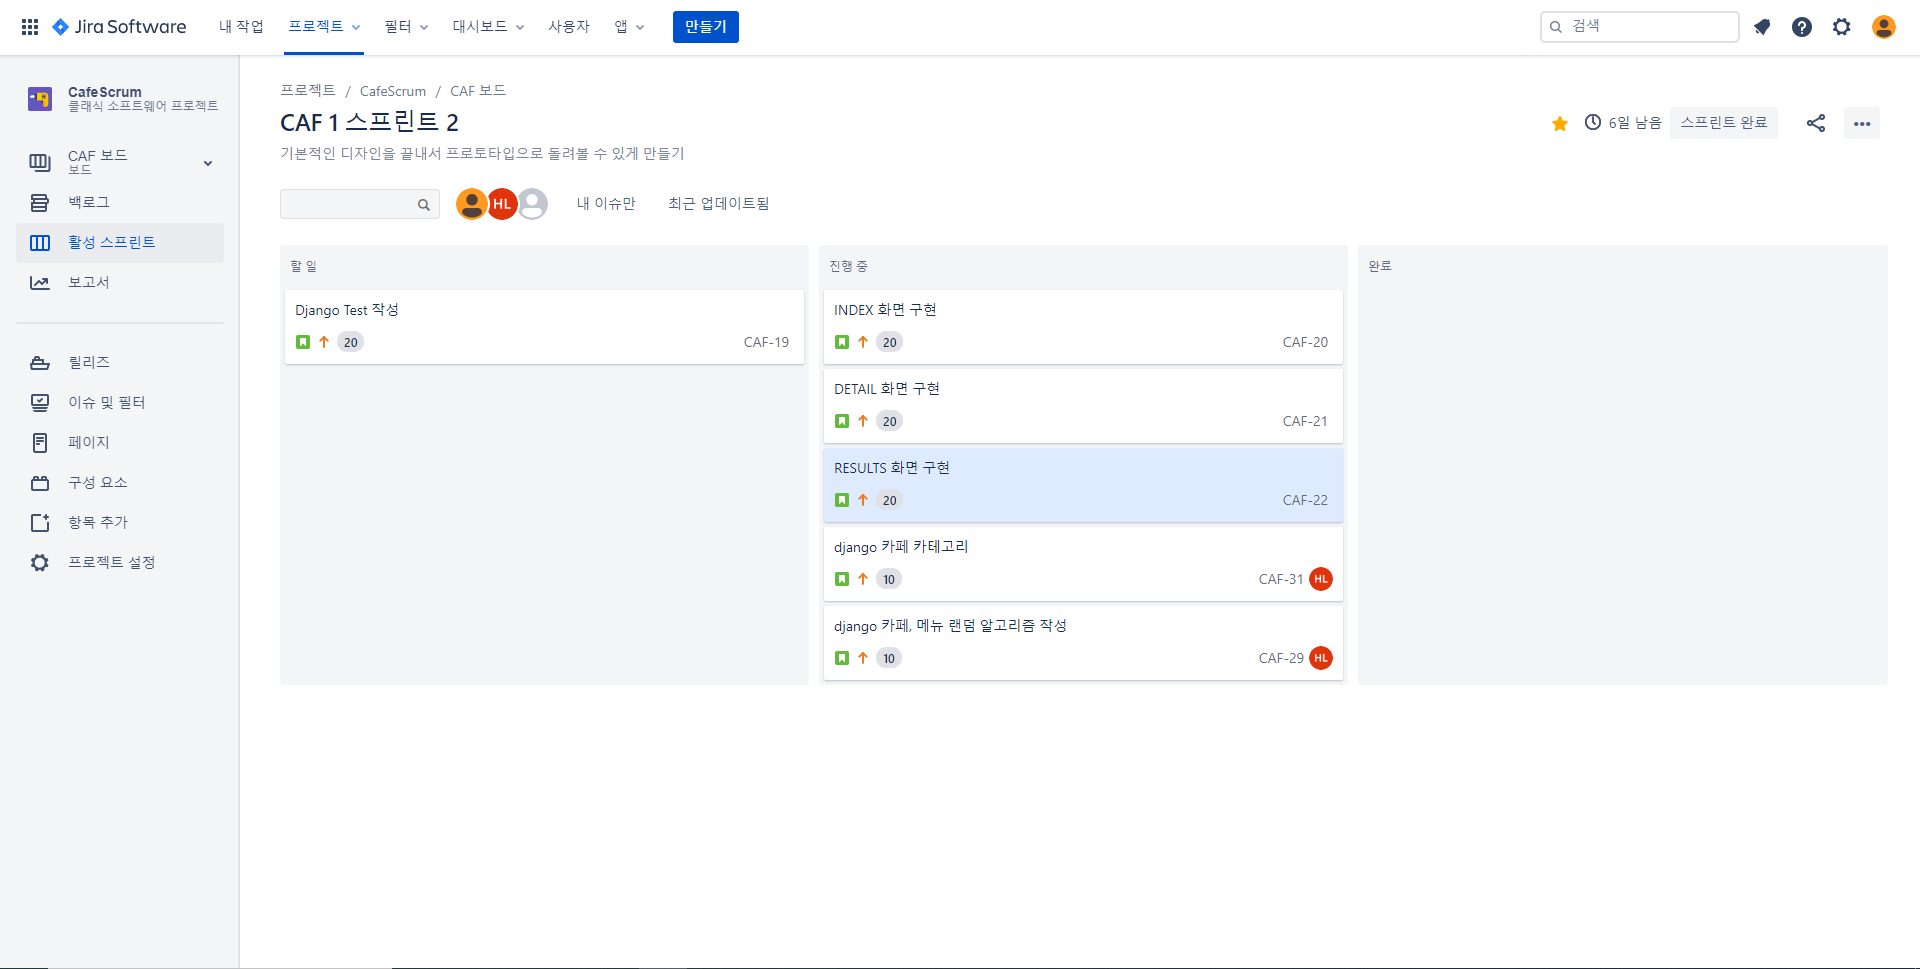 Jira Software 내 작업 프로젝트 필터 대시보드 사용자 앱 만들기 검색
CafeScrum
클래식 소프트웨어 프로젝트
CAF 보드
보드
백로그
활성 스프린트
보고서
릴리즈
이슈 및 필터
페이지
구성 요소
항목 추가
프로젝트 설정
프로젝트 / CafeScrum / CAF 보드
CAF 1 스프린트 2
6일 남음 스프린트 완료
기본적인 디자인을 끝내서 프로토타입으로 돌려볼 수 있게 만들기
HL 내 이슈만 최근 업데이트됨
할 일
Django Test 작성
20 CAF-19
진행 중
INDEX 화면 구현
20 CAF-20
DETAIL 화면 구현
20 CAF-21
RESULTS 화면 구현
20 CAF-22
django 카페 카테고리
10 CAF-31 HL
django 카페, 메뉴 랜덤 알고리즘 작성
10 CAF-29 HL
완료